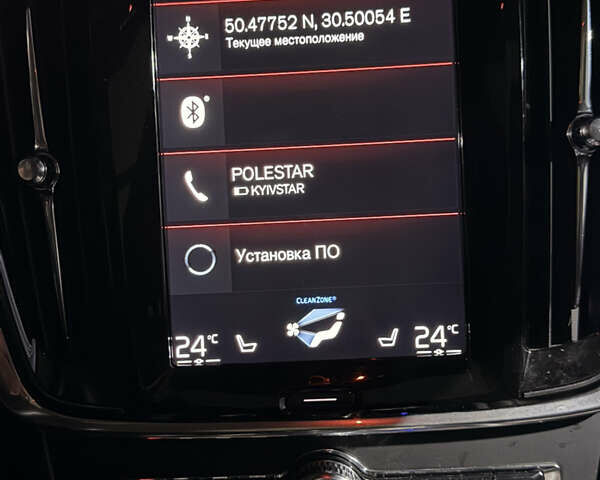 50.47752 N, 30.50054 E
Текущее местоположение
POLESTAR
KYIVSTAR
Установка ПО
CLEANZONE®
24°C
24°C